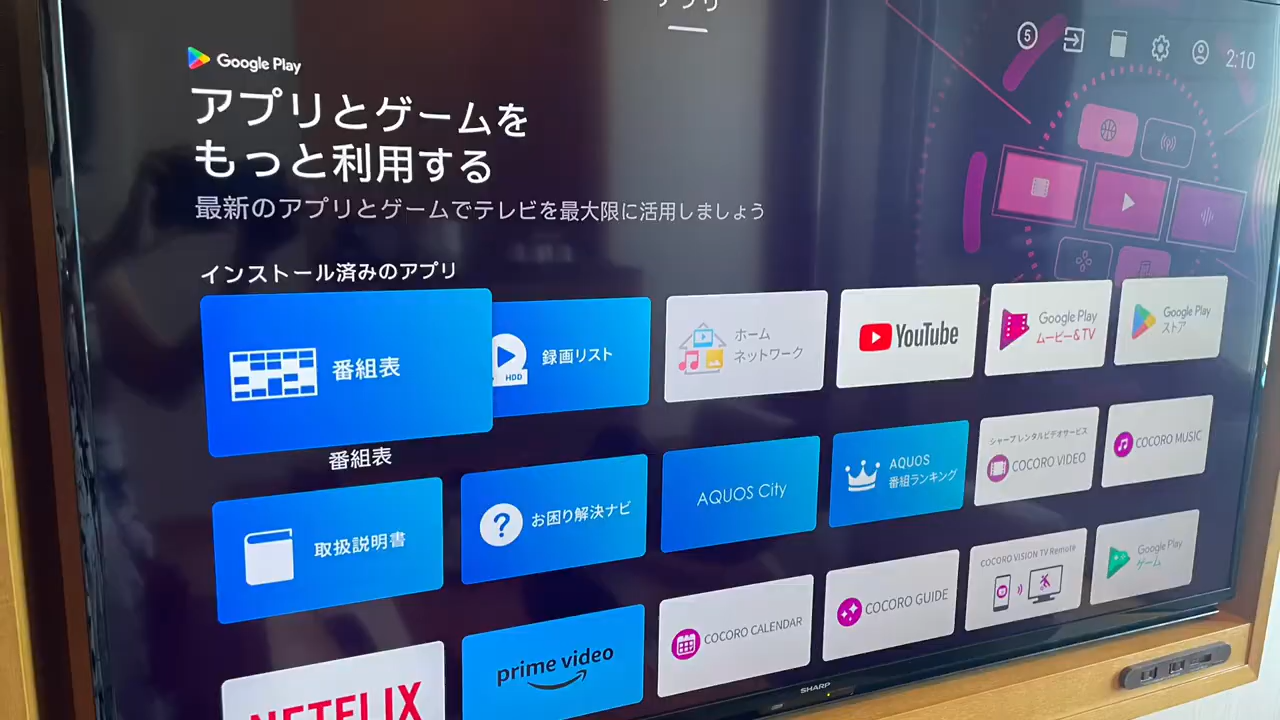 アプリ
5
2:10
Google Play
アプリとゲームを
もっと利用する
最新のアプリとゲームでテレビを最大限に活用しましょう
インストール済みのアプリ
番組表
HDD
録画リスト
ホーム
ネットワーク
YouTube
Google Play
ムービー&TV
Google Play
ストア
番組表
取扱説明書
お困り解決ナビ
AQUOS City
AQUOS
番組ランキング
シャープレンタルビデオサービス
COCORO VIDEO
COCORO MUSIC
NETFLIX
prime video
COCORO CALENDAR
COCORO GUIDE
COCORO VISION TV Remote
Google Play
ゲーム
SHARP